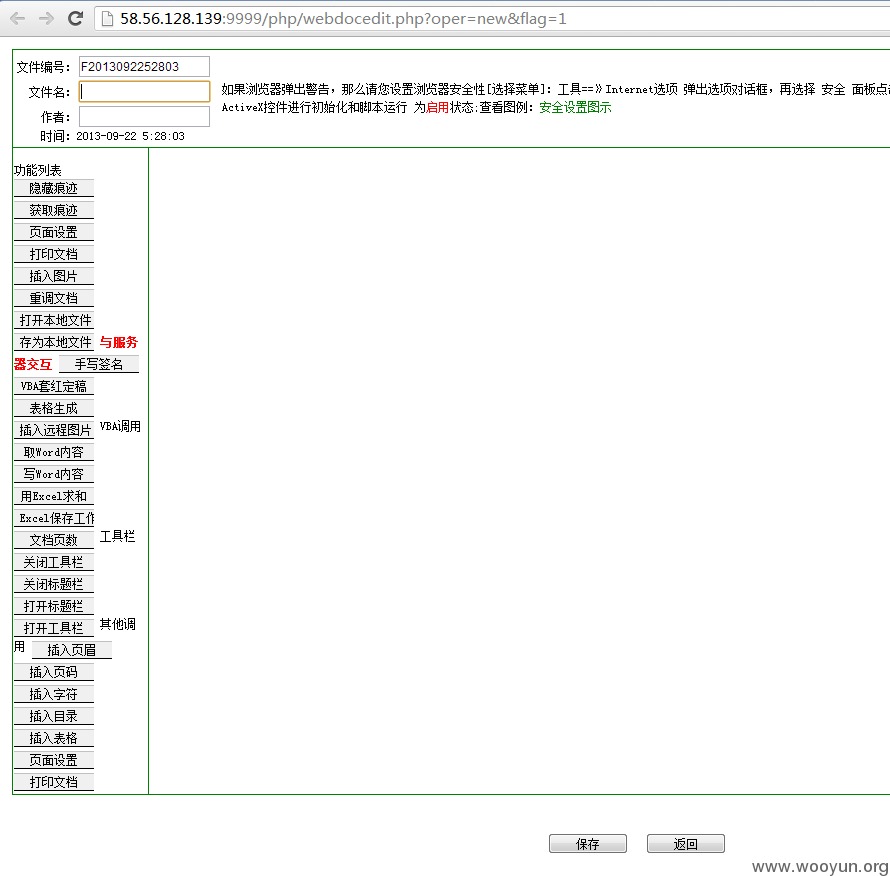 58.56.128.139:9999/php/webdocedit.php?oper=new&flag=1
文件编号： F2013092252803
文件名：
如果浏览器弹出警告，那么请您设置浏览器安全性[选择菜单]：工具==》Internet选项 弹出选项对话框，再选择 安全 面板点击
ActiveX控件进行初始化和脚本运行 为启用状态;查看图例：安全设置图示
作者：
时间：2013-09-22 5:28:03
功能列表
隐藏痕迹
获取痕迹
页面设置
打印文档
插入图片
重调文档
打开本地文件
存为本地文件 与服务
器交互 手写签名
VBA套红定稿
表格生成
插入远程图片 VBA调用
取Word内容
写Word内容
用Excel求和
Excel保存工作
文档页数 工具栏
关闭工具栏
关闭标题栏
打开标题栏
打开工具栏 其他调
用 插入页眉
插入页码
插入字符
插入目录
插入表格
页面设置
打印文档
保存 返回
www.wooyun.org